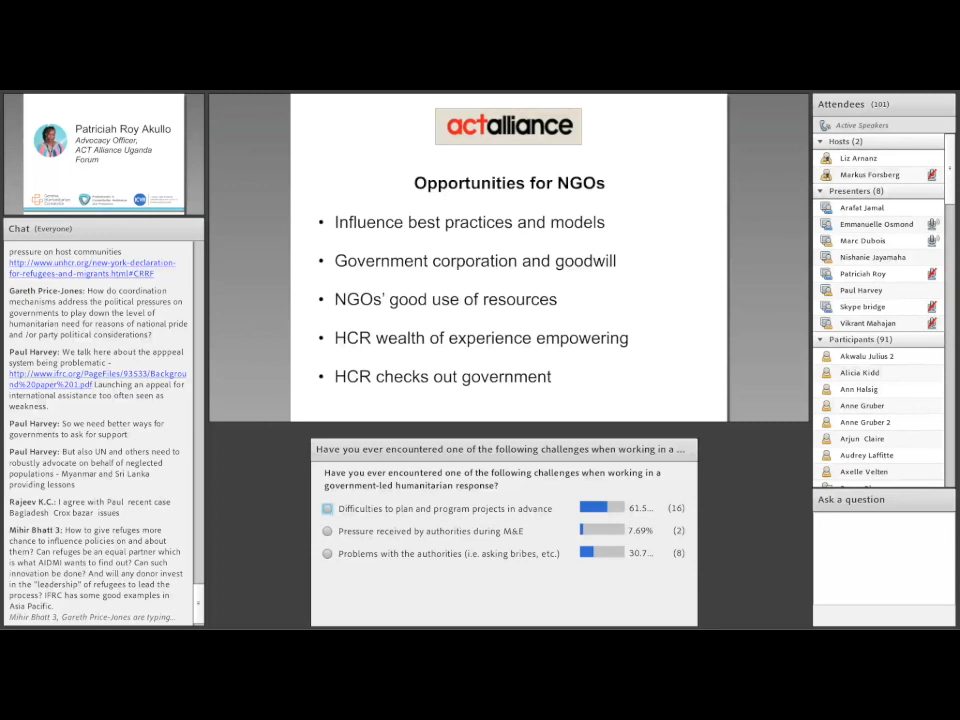 Patriciah Roy Akullo
Advocacy Officer,
ACT Alliance Uganda
Forum
Chat (Everyone)
pressure on host communities
http://www.unhcr.org/new-york-declaration-
for-refugees-and-migrants.html#CRRF
Gareth Price-Jones: How do coordination
mechanisms address the political pressures on
governments to play down the level of
humanitarian need for reasons of national pride
and /or party political considerations?
Paul Harvey: We talk here about the apppeal
system being problematic -
http://www.ifrc.org/PageFiles/93533/Backgrou
nd%20paper%201.pdf Launching an appeal for
international assistance too often seen as
weakness.
Paul Harvey: So we need better ways for
governments to ask for support
Paul Harvey: But also UN and others need to
robustly advocate on behalf of neglected
populations - Myanmar and Sri Lanka
providing lessons
Rajeev K.C.: I agree with Paul recent case
Bagladesh Crox bazar issues
Mihir Bhatt 3: How to give refuges more
chance to influence policies on and about
them? Can refuges be an equal partner which
is what AIDMI wants to find out? Can such
innovation be done? And will any donor invest
in the "leadership" of refugees to lead the
process? IFRC has some good examples in
Asia Pacific.
Mihir Bhatt 3, Gareth Price-Jones are typing...
actalliance
Opportunities for NGOs
• Influence best practices and models
• Government corporation and goodwill
• NGOs' good use of resources
• HCR wealth of experience empowering
• HCR checks out government
Have you ever encountered one of the following challenges when working in a ...
Have you ever encountered one of the following challenges when working in a
government-led humanitarian response?
Difficulties to plan and program projects in advance 61.5... (16)
Pressure received by authorities during M&E 7.69% (2)
Problems with the authorities (i.e. asking bribes, etc.) 30.7... (8)
Attendees (101)
Active Speakers
Hosts (2)
Liz Arnanz
Markus Forsberg
Presenters (8)
Arafat Jamal
Emmanuelle Osmond
Marc Dubois
Nishanie Jayamaha
Patriciah Roy
Paul Harvey
Skype bridge
Vikrant Mahajan
Participants (91)
Akwalu Julius 2
Alicia Kidd
Ann Halsig
Anne Gruber
Anne Gruber 2
Arjun Claire
Audrey Laffitte
Axelle Velten
Ask a question